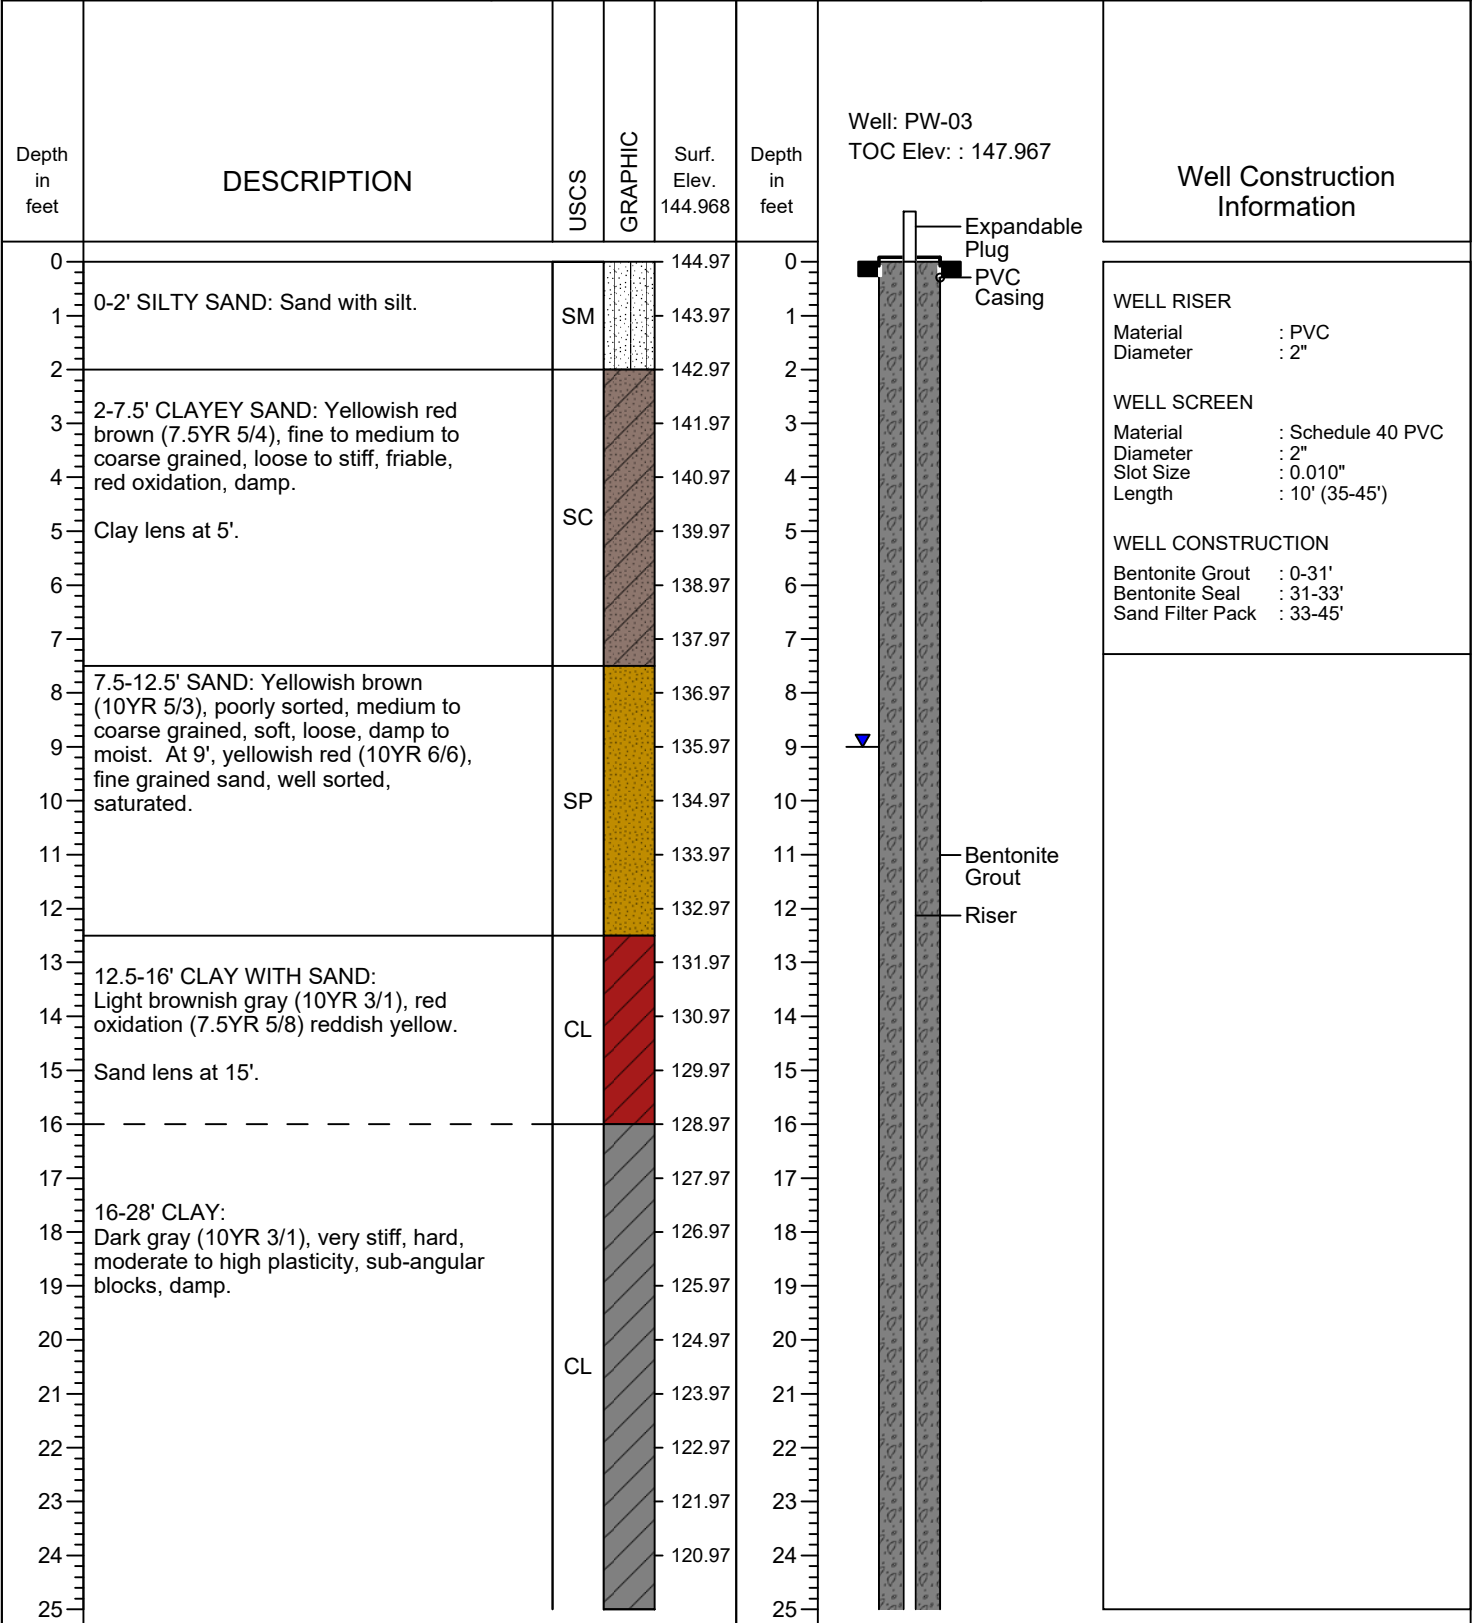 Depth
in
feet
DESCRIPTION
USCS
GRAPHIC
Surf.
Elev.
144.968
Depth
in
feet
Well: PW-03
TOC Elev: : 147.967
Well Construction
Information
Expandable
Plug
PVC
Casing
Bentonite
Grout
Riser
0
1
2
3
4
5
6
7
8
9
10
11
12
13
14
15
16
17
18
19
20
21
22
23
24
25
0-2' SILTY SAND: Sand with silt.
2-7.5' CLAYEY SAND: Yellowish red
brown (7.5YR 5/4), fine to medium to
coarse grained, loose to stiff, friable,
red oxidation, damp.
Clay lens at 5'.
7.5-12.5' SAND: Yellowish brown
(10YR 5/3), poorly sorted, medium to
coarse grained, soft, loose, damp to
moist. At 9', yellowish red (10YR 6/6),
fine grained sand, well sorted,
saturated.
12.5-16' CLAY WITH SAND:
Light brownish gray (10YR 3/1), red
oxidation (7.5YR 5/8) reddish yellow.
Sand lens at 15'.
16-28' CLAY:
Dark gray (10YR 3/1), very stiff, hard,
moderate to high plasticity, sub-angular
blocks, damp.
SM
SC
SP
CL
CL
144.97
143.97
142.97
141.97
140.97
139.97
138.97
137.97
136.97
135.97
134.97
133.97
132.97
131.97
130.97
129.97
128.97
127.97
126.97
125.97
124.97
123.97
122.97
121.97
120.97
0
1
2
3
4
5
6
7
8
9
10
11
12
13
14
15
16
17
18
19
20
21
22
23
24
25
WELL RISER
Material : PVC
Diameter : 2"
WELL SCREEN
Material : Schedule 40 PVC
Diameter : 2"
Slot Size : 0.010"
Length : 10' (35-45')
WELL CONSTRUCTION
Bentonite Grout : 0-31'
Bentonite Seal : 31-33'
Sand Filter Pack : 33-45'